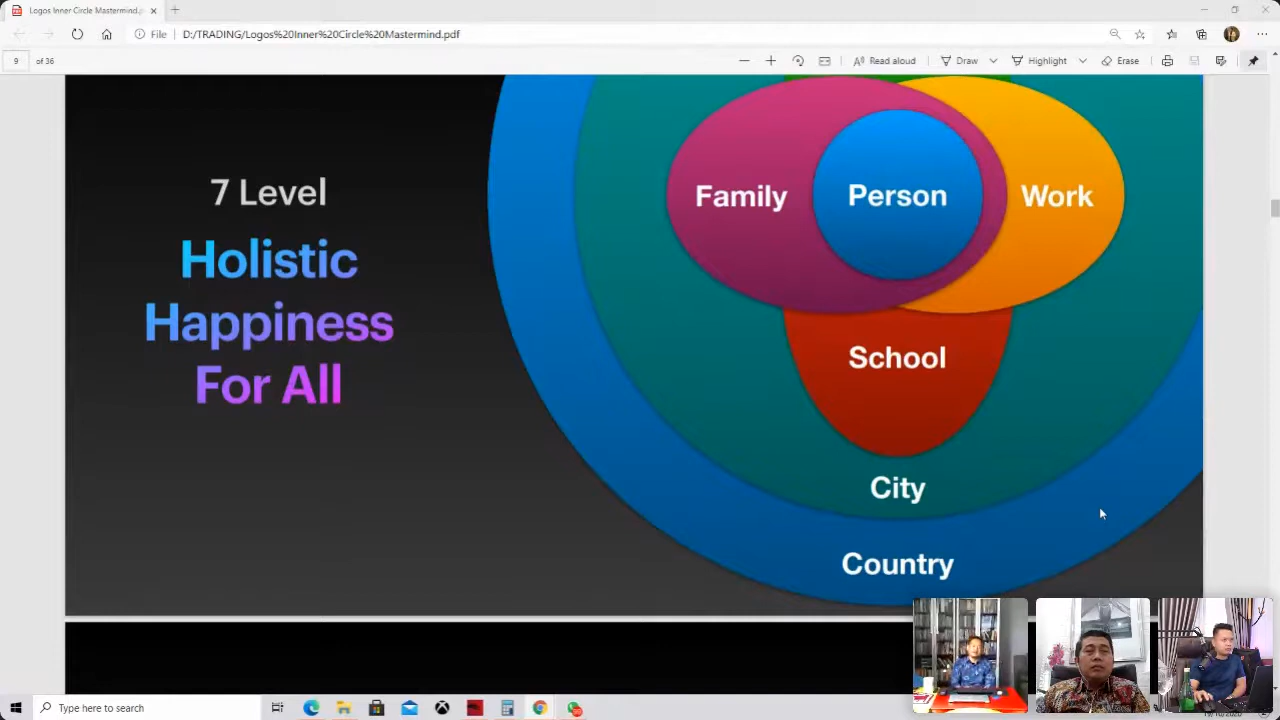 Logos Inner Circle Mastermind.p
File
D:/TRADING/Logos%20Inner%20Circle%20Mastermind.pdf
9
of 36
Read aloud
Draw
Highlight
Erase
7 Level
Holistic
Happiness
For All
Family
Person
Work
School
City
Country
Type here to search